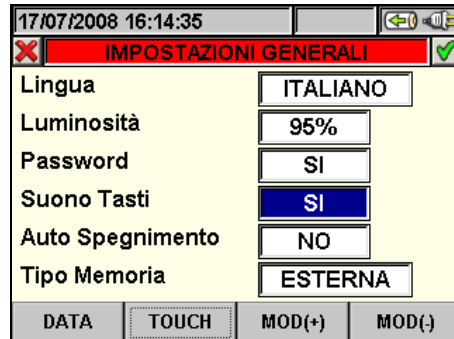 17/07/2008 16:14:35
IMPOSTAZIONI GENERALI
Lingua ITALIANO
Luminosità 95%
Password SI
Suono Tasti SI
Auto Spegnimento NO
Tipo Memoria ESTERNA
DATA TOUCH MOD(+) MOD(-)